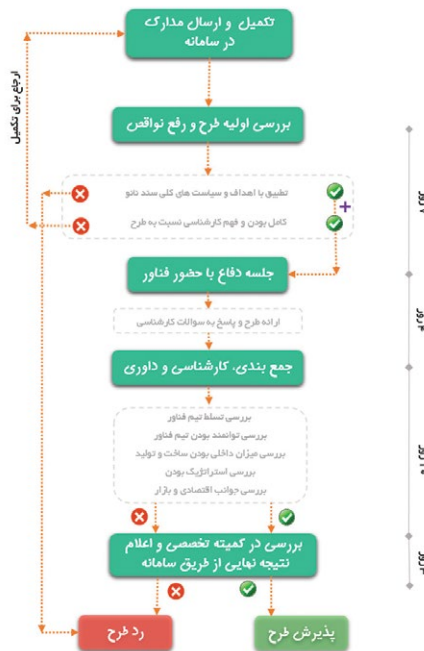 تکمیل و ارسال مدارک
در سامانه
ارجاع برای تکمیل
بررسی اولیه طرح و رفع نواقص
تطبیق با اهداف و سیاست های کلی سند نانو
کامل بودن و فهم کارشناسی نسبت به طرح
جلسه دفاع با حضور فناور
ارائه طرح و پاسخ به سوالات کارشناسی
جمع بندی، کارشناسی و داوری
بررسی تسلط تیم فناور
بررسی توانمند بودن تیم فناور
بررسی میزان داخلی بودن ساخت و تولید
بررسی استراتژیک بودن
بررسی جوانب اقتصادی و بازار
بررسی در کمیته تخصصی و اعلام
نتیجه نهایی از طریق سامانه
رد طرح
پذیرش طرح
روز
روز
روز
روز